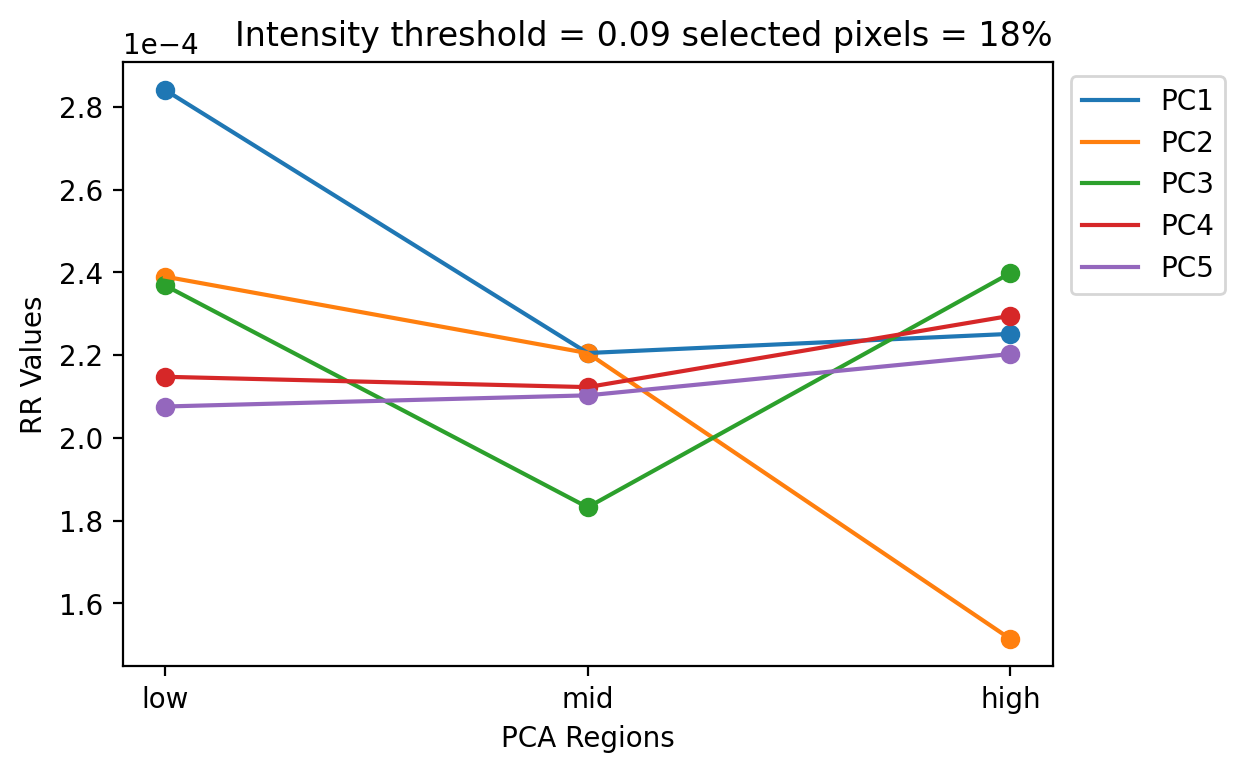 Intensity threshold = 0.09 selected pixels = 18%
1e−4
2.8
2.6
2.4
2.2
2.0
1.8
1.6
RR Values
low
mid
high
PCA Regions
PC1
PC2
PC3
PC4
PC5